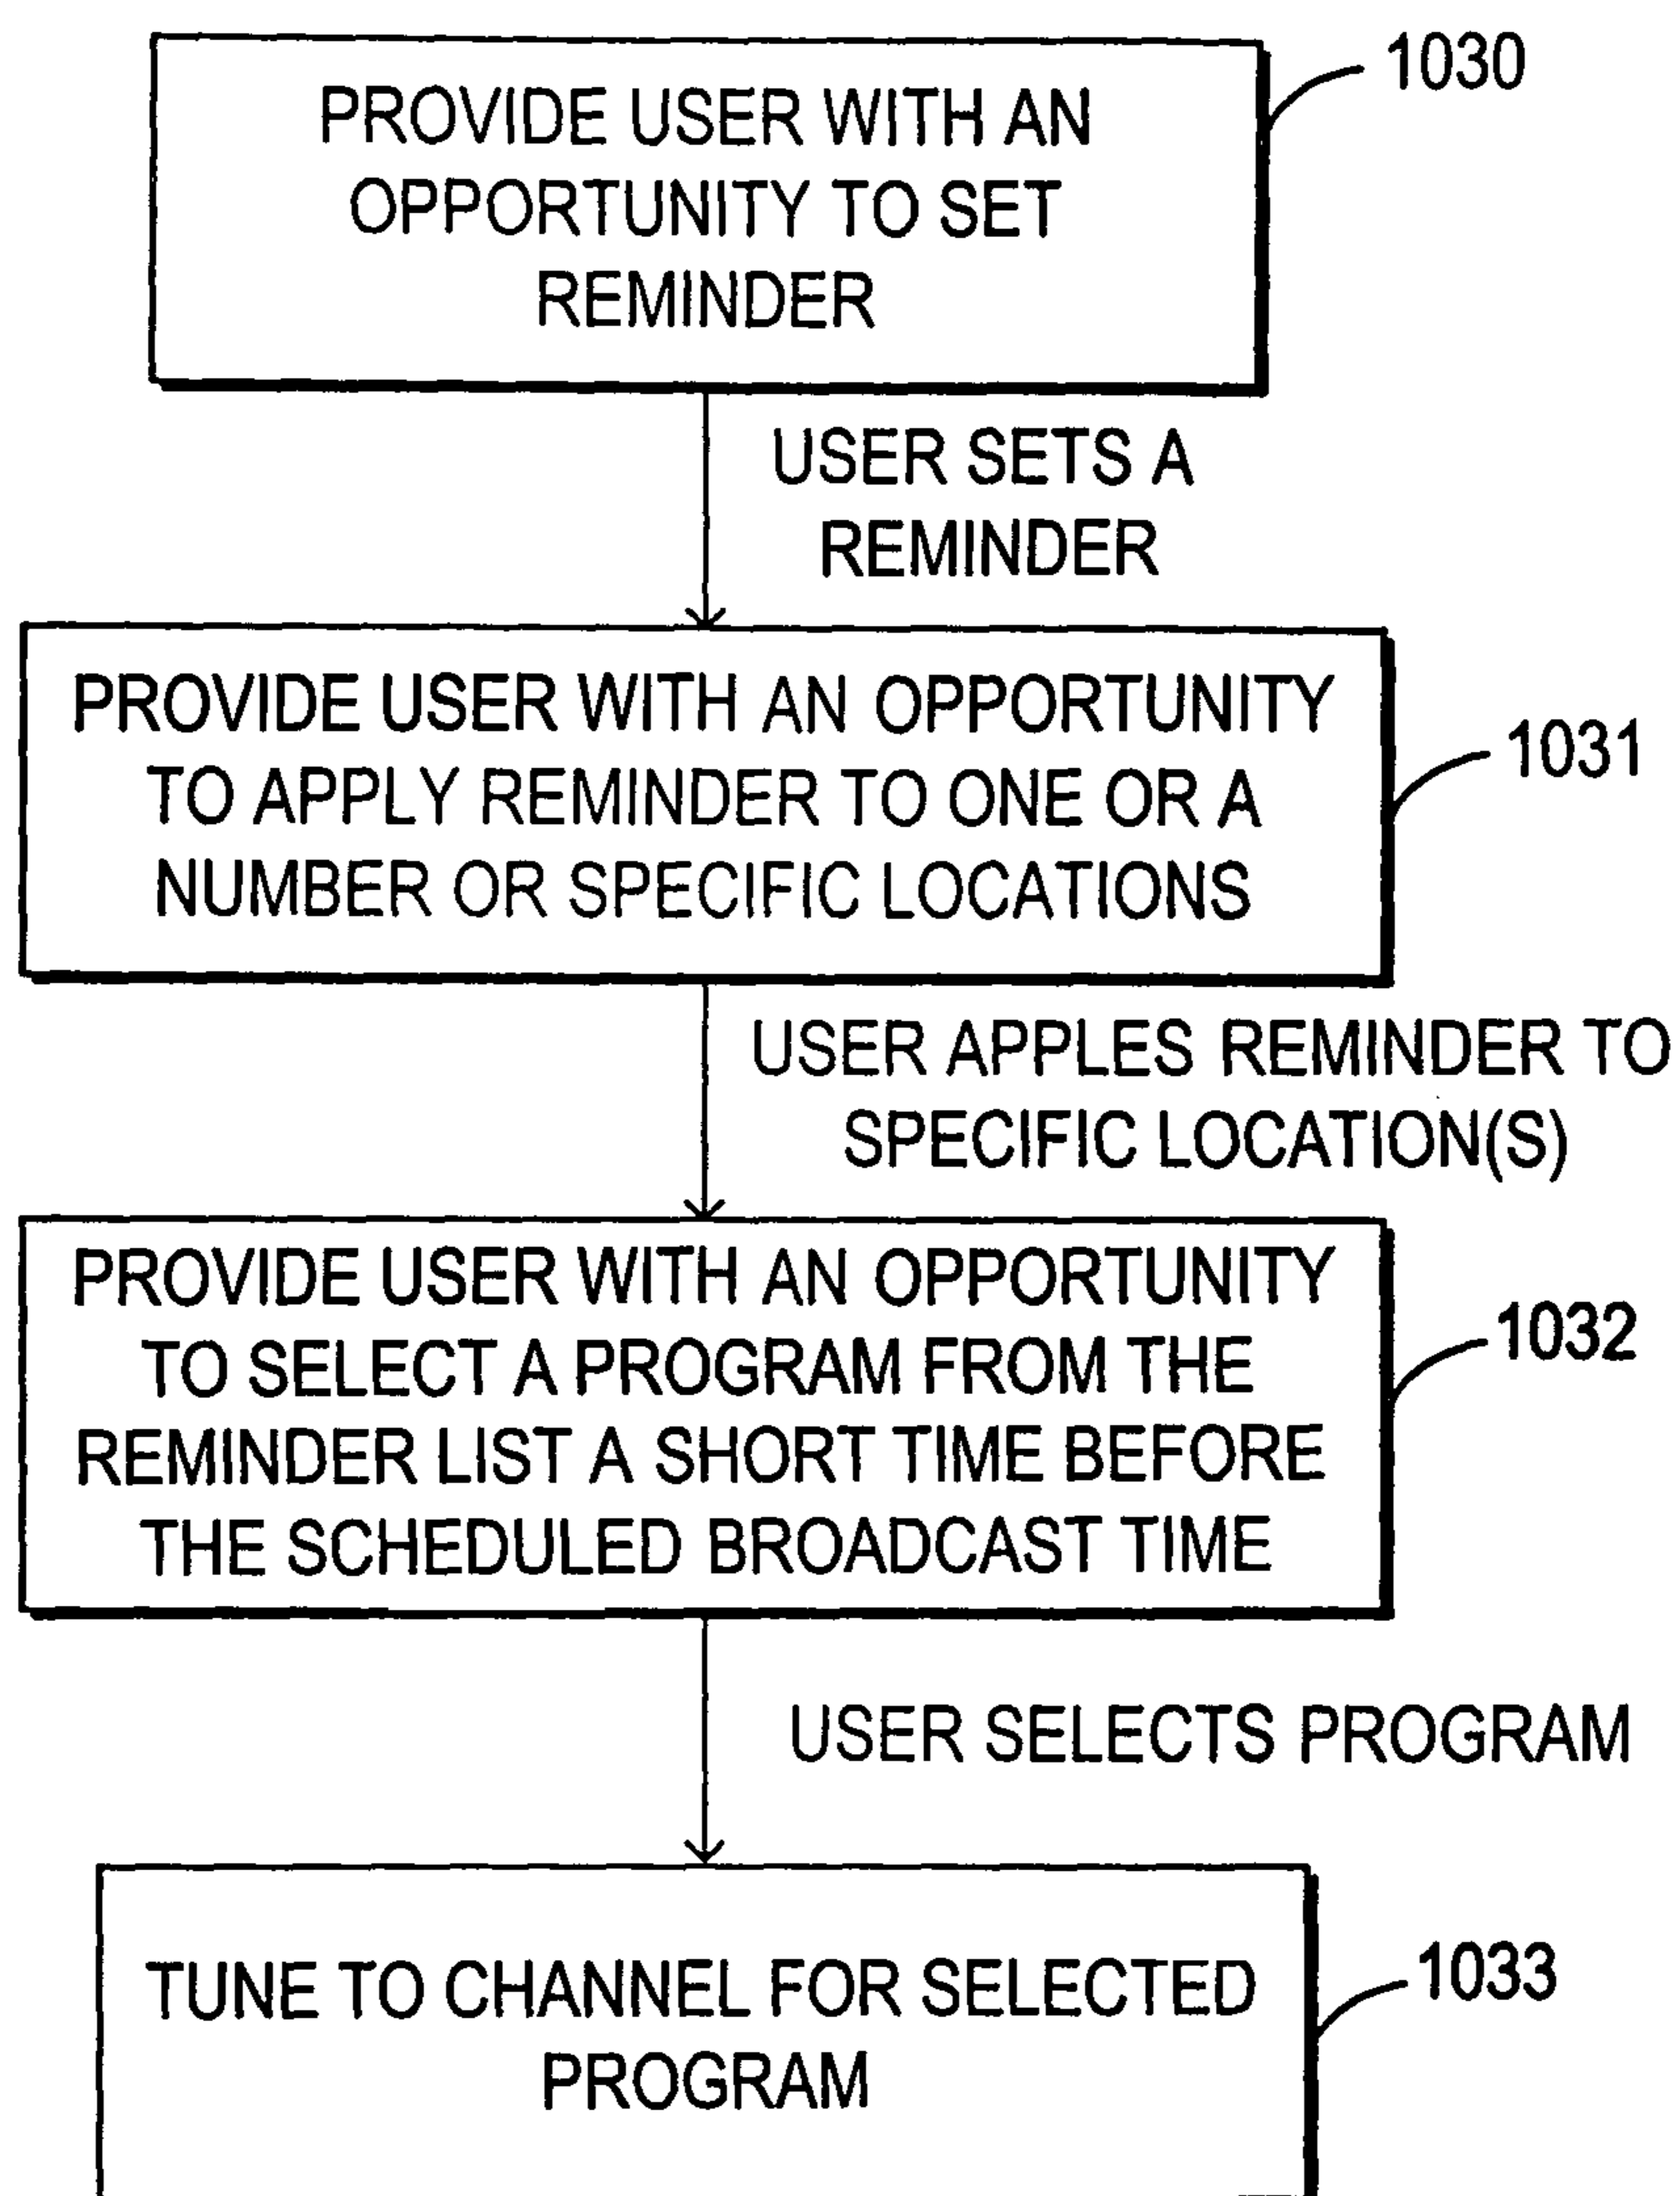 1030
PROVIDE USER WITH AN
OPPORTUNITY TO SET
REMINDER
USER SETS A
REMINDER
PROVIDE USER WITH AN OPPORTUNITY
TO APPLY REMINDER TO ONE OR A
NUMBER OR SPECIFIC LOCATIONS
1031
USER APPLES REMINDER TO
SPECIFIC LOCATION(S)
PROVIDE USER WITH AN OPPORTUNITY
TO SELECT A PROGRAM FROM THE
REMINDER LIST A SHORT TIME BEFORE
THE SCHEDULED BROADCAST TIME
1032
USER SELECTS PROGRAM
TUNE TO CHANNEL FOR SELECTED
PROGRAM
1033